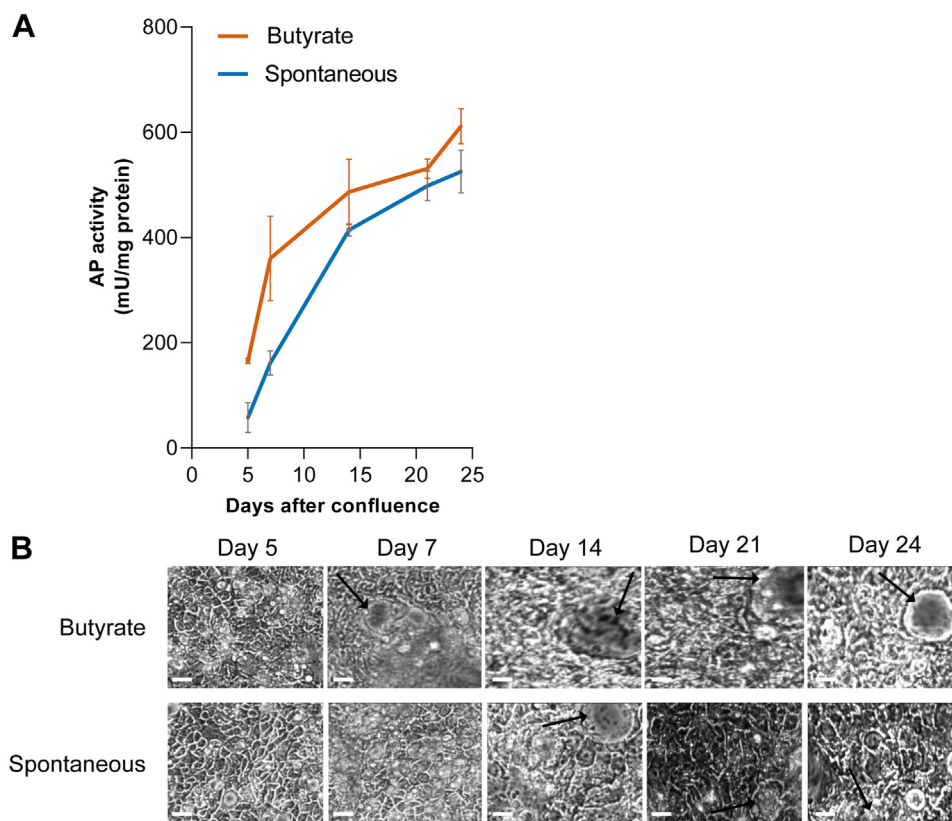 A
800
Butyrate
Spontaneous
600
400
200
0
AP activity
(mU/mg protein)
0 5 10 15 20 25
Days after confluence
B
Day 5 Day 7 Day 14 Day 21 Day 24
Butyrate
Spontaneous